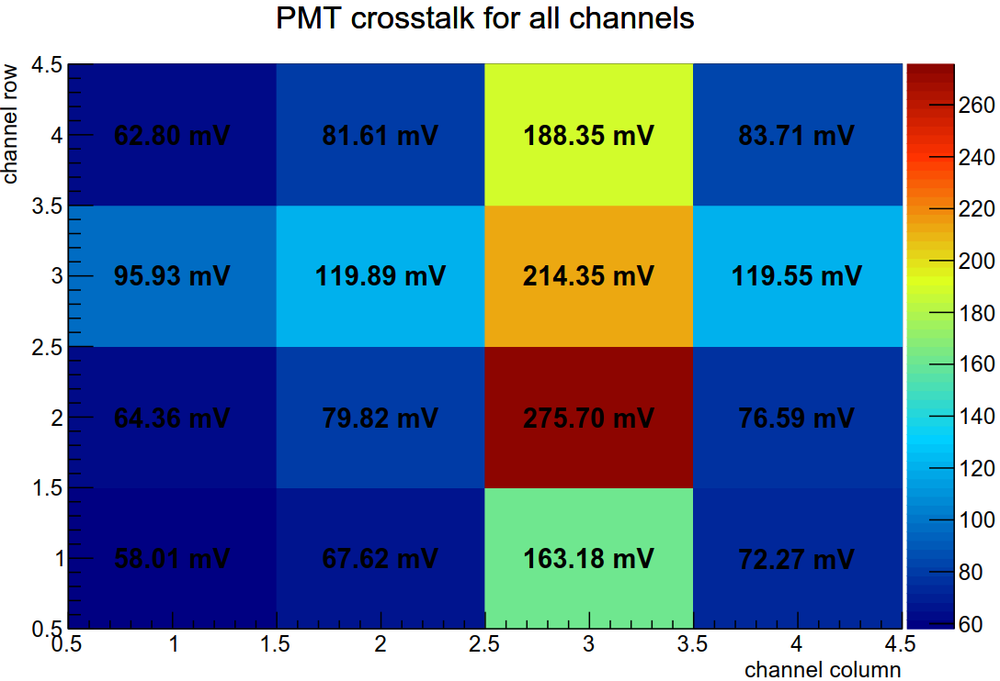 PMT crosstalk for all channels
channel row
4.5
4
3.5
3
2.5
2
1.5
1
0.5
62.80 mV 81.61 mV 188.35 mV 83.71 mV
95.93 mV 119.89 mV 214.35 mV 119.55 mV
64.36 mV 79.82 mV 275.70 mV 76.59 mV
58.01 mV 67.62 mV 163.18 mV 72.27 mV
0.5 1 1.5 2 2.5 3 3.5 4 4.5
channel column
260
240
220
200
180
160
140
120
100
80
60